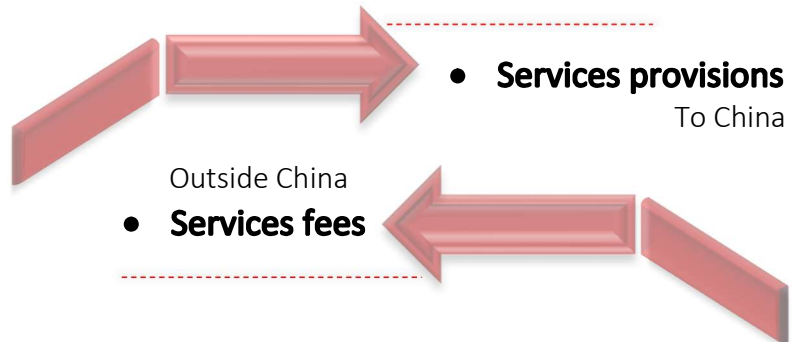 ● Services provisions
To China
Outside China
● Services fees